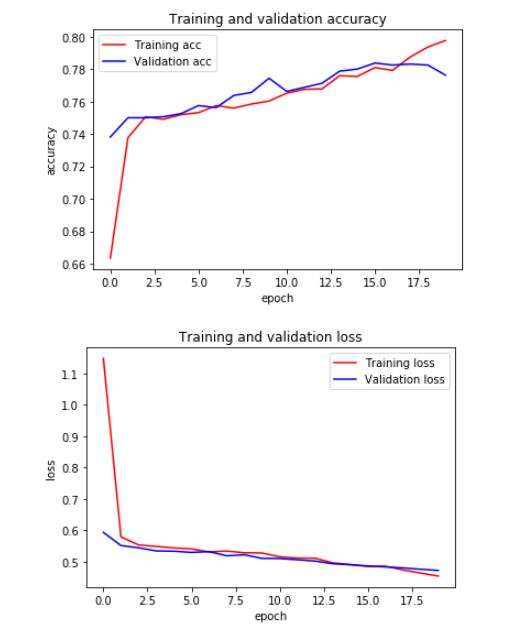 Training and validation accuracy
0.80
0.78
0.76
0.74
0.72
0.70
0.68
0.66
accuracy
Training acc
Validation acc
0.0 2.5 5.0 7.5 10.0 12.5 15.0 17.5
epoch
Training and validation loss
1.1
1.0
0.9
0.8
0.7
0.6
0.5
loss
Training loss
Validation loss
0.0 2.5 5.0 7.5 10.0 12.5 15.0 17.5
epoch